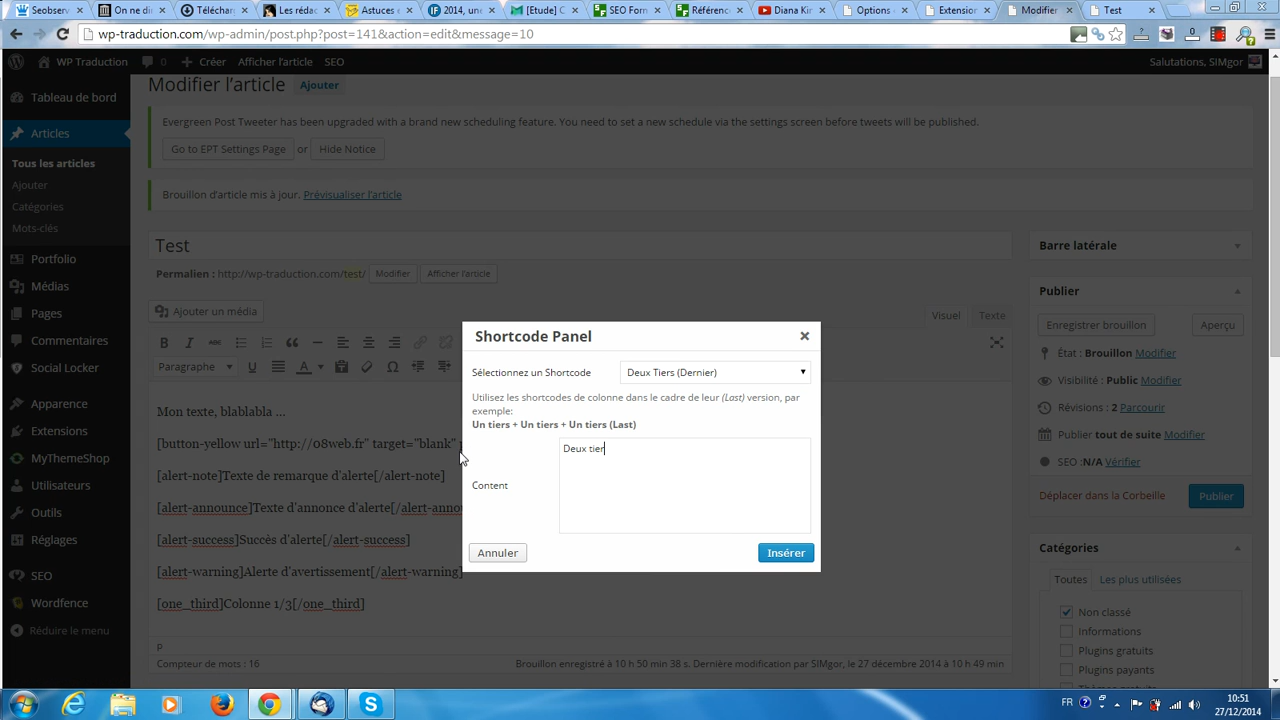 Seobserv
On ne d
Téléchar
Les réda
Astuces
2014, un
[Etude] C
SEO For
Référenc
Diana Kin
Options
Extension
Modifier
Test
wp-traduction.com/wp-admin/post.php?post=141&action=edit&message=10
WP Traduction
0
Créer
Afficher l'article
SEO
Salutations, SIMgor
Tableau de bord
Articles
Tous les articles
Ajouter
Catégories
Mots-clés
Portfolio
Médias
Pages
Commentaires
Social Locker
Apparence
Extensions
MyThemeShop
Utilisateurs
Outils
Réglages
SEO
Wordfence
Réduire le menu
Modifier l'article
Ajouter
Evergreen Post Tweeter has been upgraded with a brand new scheduling feature. You need to set a new schedule via the settings screen before tweets will be published.
Go to EPT Settings Page or Hide Notice
Brouillon d'article mis à jour. Prévisualiser l'article
Test
Permalien : http://wp-traduction.com/test/ Modifier Afficher l'article
Ajouter un média
Visuel
Texte
Paragraphe
Mon texte, blablabla ...
[button-yellow url="http://08web.fr" target="blank"
[alert-note]Texte de remarque d'alerte[/alert-note]
[alert-announce]Texte d'annonce d'alerte[/alert-annou
[alert-success]Succès d'alerte[/alert-success]
[alert-warning]Alerte d'avertissement[/alert-warning]
[one_third]Colonne 1/3[/one_third]
p
Compteur de mots : 16
Brouillon enregistré à 10 h 50 min 38 s. Dernière modification par SIMgor, le 27 décembre 2014 à 10 h 49 min
Shortcode Panel
Sélectionnez un Shortcode
Deux Tiers (Dernier)
Utilisez les shortcodes de colonne dans le cadre de leur (Last) version, par
exemple:
Un tiers + Un tiers + Un tiers (Last)
Content
Deux tier
Annuler
Insérer
Barre latérale
Publier
Enregistrer brouillon
Aperçu
État : Brouillon Modifier
Visibilité : Public Modifier
Révisions : 2 Parcourir
Publier tout de suite Modifier
SEO : N/A Vérifier
Déplacer dans la Corbeille
Publier
Catégories
Toutes
Les plus utilisées
Non classé
Informations
Plugins gratuits
Plugins payants
FR
10:51
27/12/2014